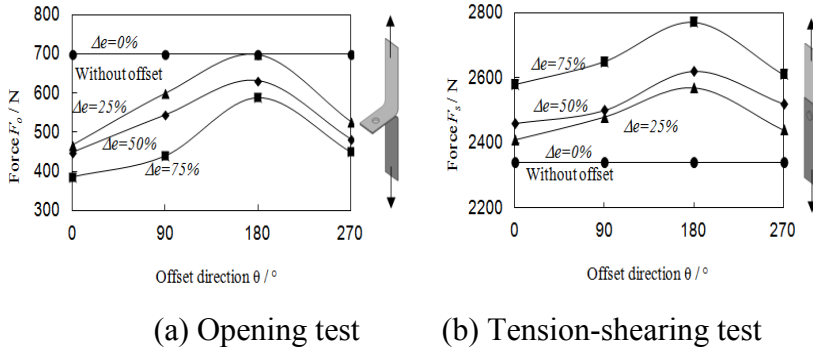 800
700
600
500
400
300
Force Fo / N
Δe=0%
Without offset
Δe=25%
Δe=50%
Δe=75%
0 90 180 270
Offset direction θ / °
(a) Opening test
2800
2600
2400
2200
Force Fs / N
Δe=75%
Δe=50%
Δe=25%
Δe=0%
Without offset
0 90 180 270
Offset direction θ / °
(b) Tension-shearing test